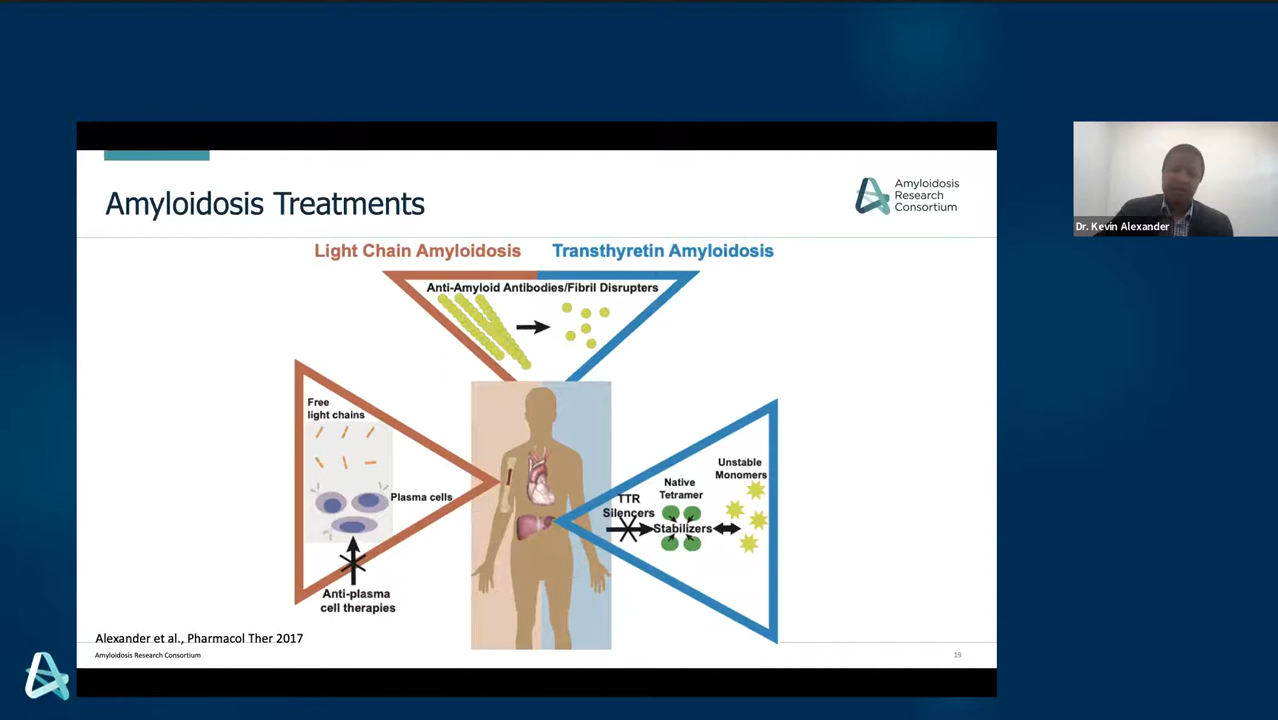 Amyloidosis Treatments
Amyloidosis
Research
Consortium
Light Chain Amyloidosis
Transthyretin Amyloidosis
Anti-Amyloid Antibodies/Fibril Disrupters
Free
light chains
Plasma cells
Anti-plasma
cell therapies
TTR
Silencers
Native
Tetramer
Stabilizers
Unstable
Monomers
Alexander et al., Pharmacol Ther 2017
Amyloidosis Research Consortium
19
Dr. Kevin Alexander